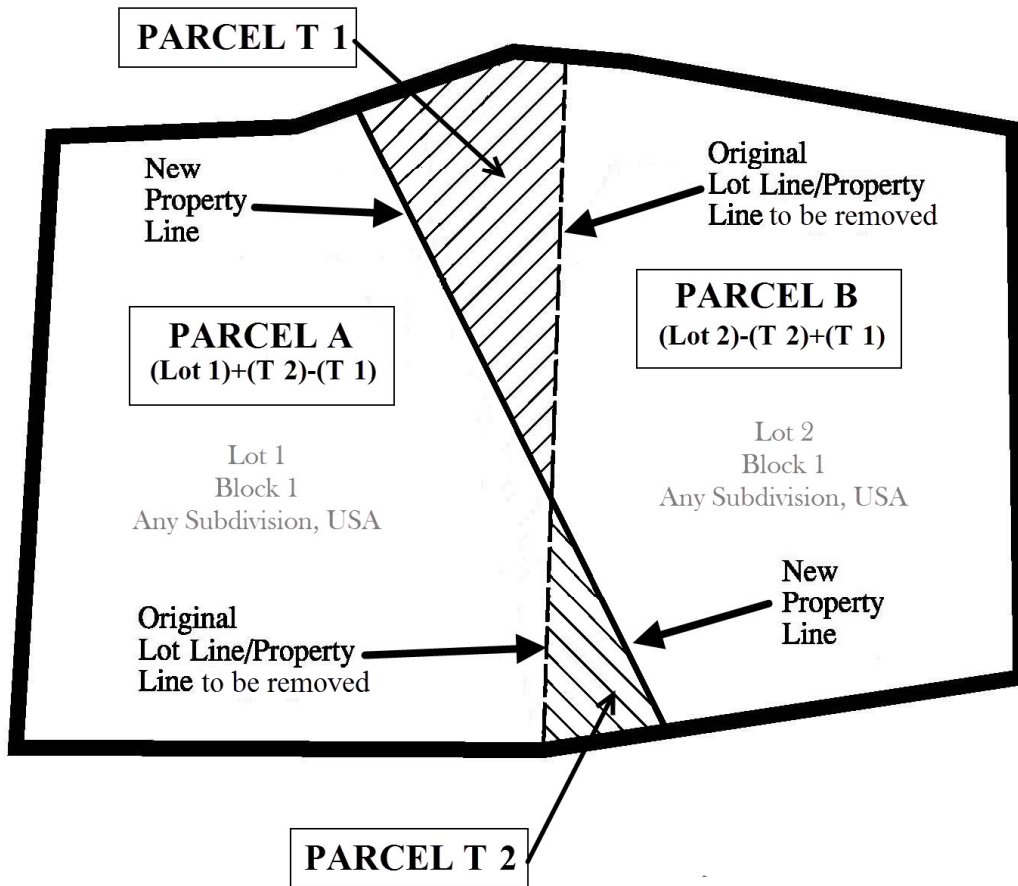 PARCEL T 1
New
Property
Line
Original
Lot Line/Property
Line to be removed
PARCEL A
(Lot 1)+(T 2)-(T 1)
PARCEL B
(Lot 2)-(T 2)+(T 1)
Lot 1
Block 1
Any Subdivision, USA
Lot 2
Block 1
Any Subdivision, USA
Original
Lot Line/Property
Line to be removed
New
Property
Line
PARCEL T 2